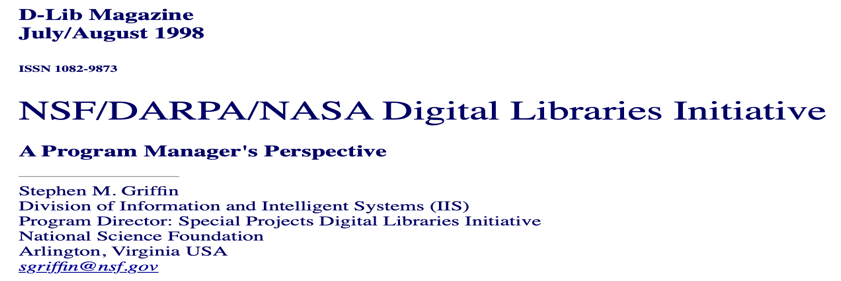 D-Lib Magazine
July/August 1998
ISSN 1082-9873
NSF/DARPA/NASA Digital Libraries Initiative
A Program Manager's Perspective
Stephen M. Griffin
Division of Information and Intelligent Systems (IIS)
Program Director: Special Projects Digital Libraries Initiative
National Science Foundation
Arlington, Virginia USA
sgriffin@nsf.gov